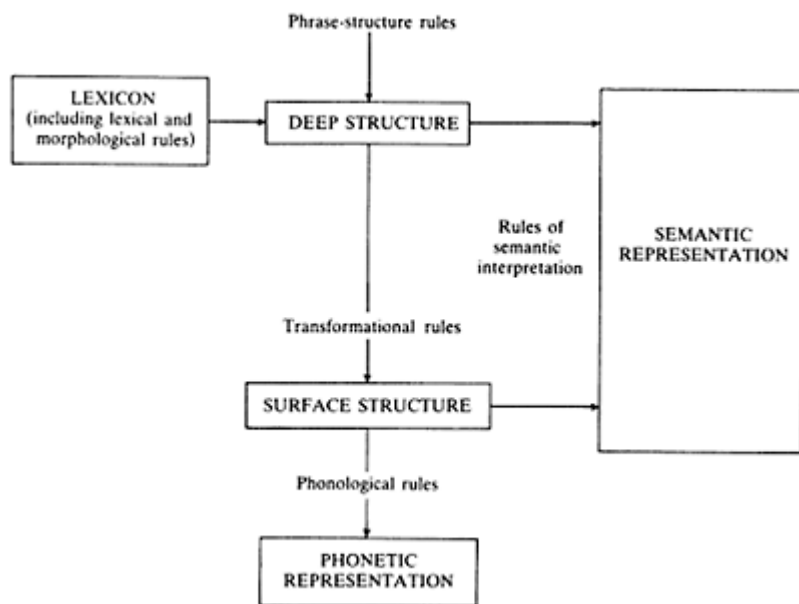 Phrase-structure rules
LEXICON
(including lexical and
morphological rules)
DEEP STRUCTURE
Rules of
semantic
interpretation
SEMANTIC
REPRESENTATION
Transformational rules
SURFACE STRUCTURE
Phonological rules
PHONETIC
REPRESENTATION